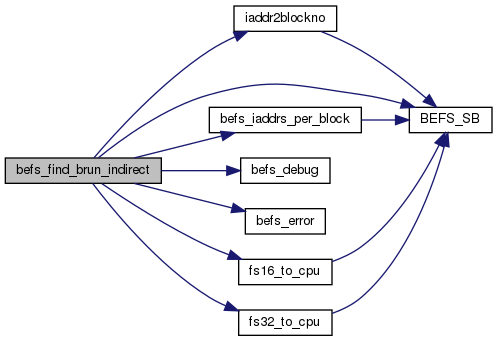 iaddr2blockno
BEFS_SB
befs_iaddrs_per_block
befs_find_brun_indirect
befs_debug
befs_error
fs16_to_cpu
fs32_to_cpu